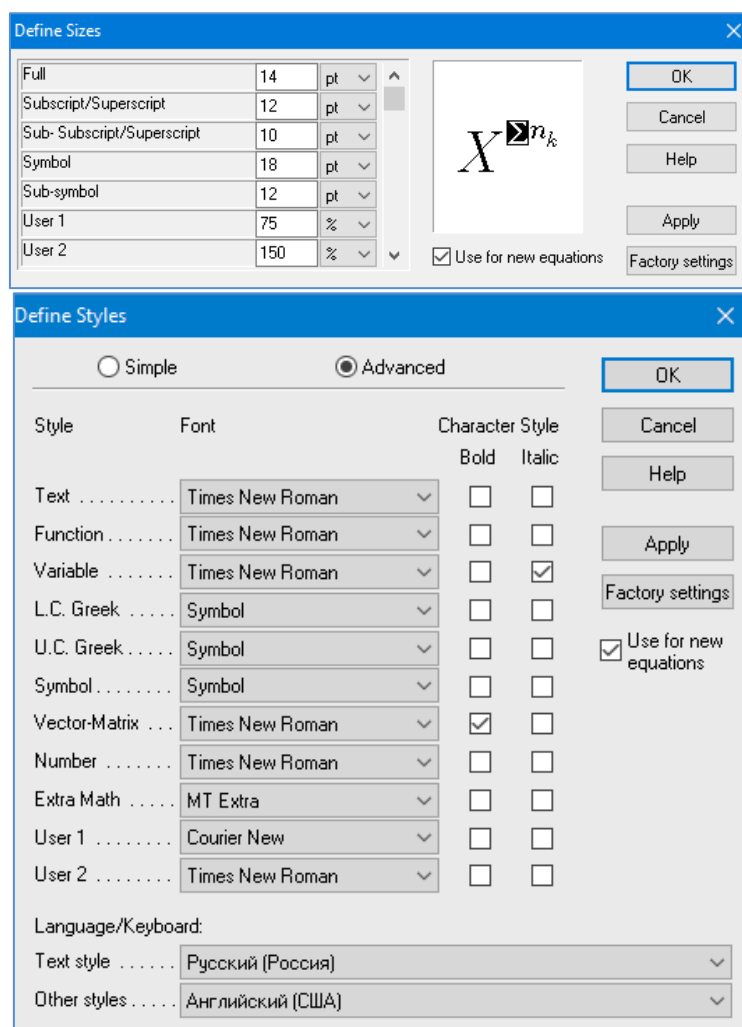 Define Sizes
Full 14 pt
Subscript/Superscript 12 pt
Sub- Subscript/Superscript 10 pt
Symbol 18 pt
Sub-symbol 12 pt
User 1 75 %
User 2 150 %
X Σ n k
Use for new equations
OK
Cancel
Help
Apply
Factory settings
Define Styles
Simple Advanced
Style Font Character Style
Bold Italic
Text . . . . . . . . . . Times New Roman
Function . . . . . . . Times New Roman
Variable . . . . . . . Times New Roman
L.C. Greek . . . . . Symbol
U.C. Greek . . . . . Symbol
Symbol . . . . . . . . Symbol
Vector-Matrix . . . Times New Roman
Number . . . . . . . Times New Roman
Extra Math . . . . . MT Extra
User 1 . . . . . . . . Courier New
User 2 . . . . . . . . Times New Roman
OK
Cancel
Help
Apply
Factory settings
Use for new
equations
Language/Keyboard:
Text style . . . . . . Русский (Россия)
Other styles . . . . . Английский (США)